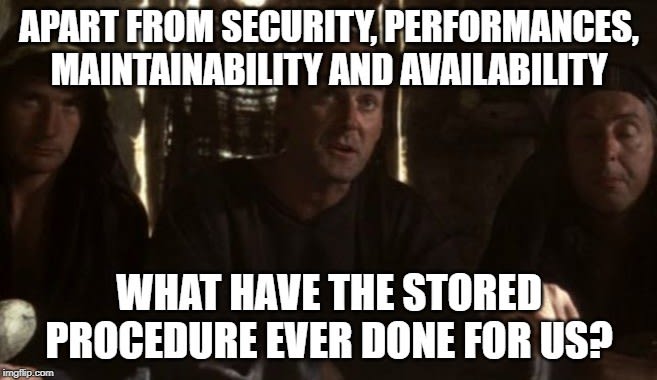 APART FROM SECURITY, PERFORMANCES,
MAINTAINABILITY AND AVAILABILITY
WHAT HAVE THE STORED
PROCEDURE EVER DONE FOR US?
imgflip.com